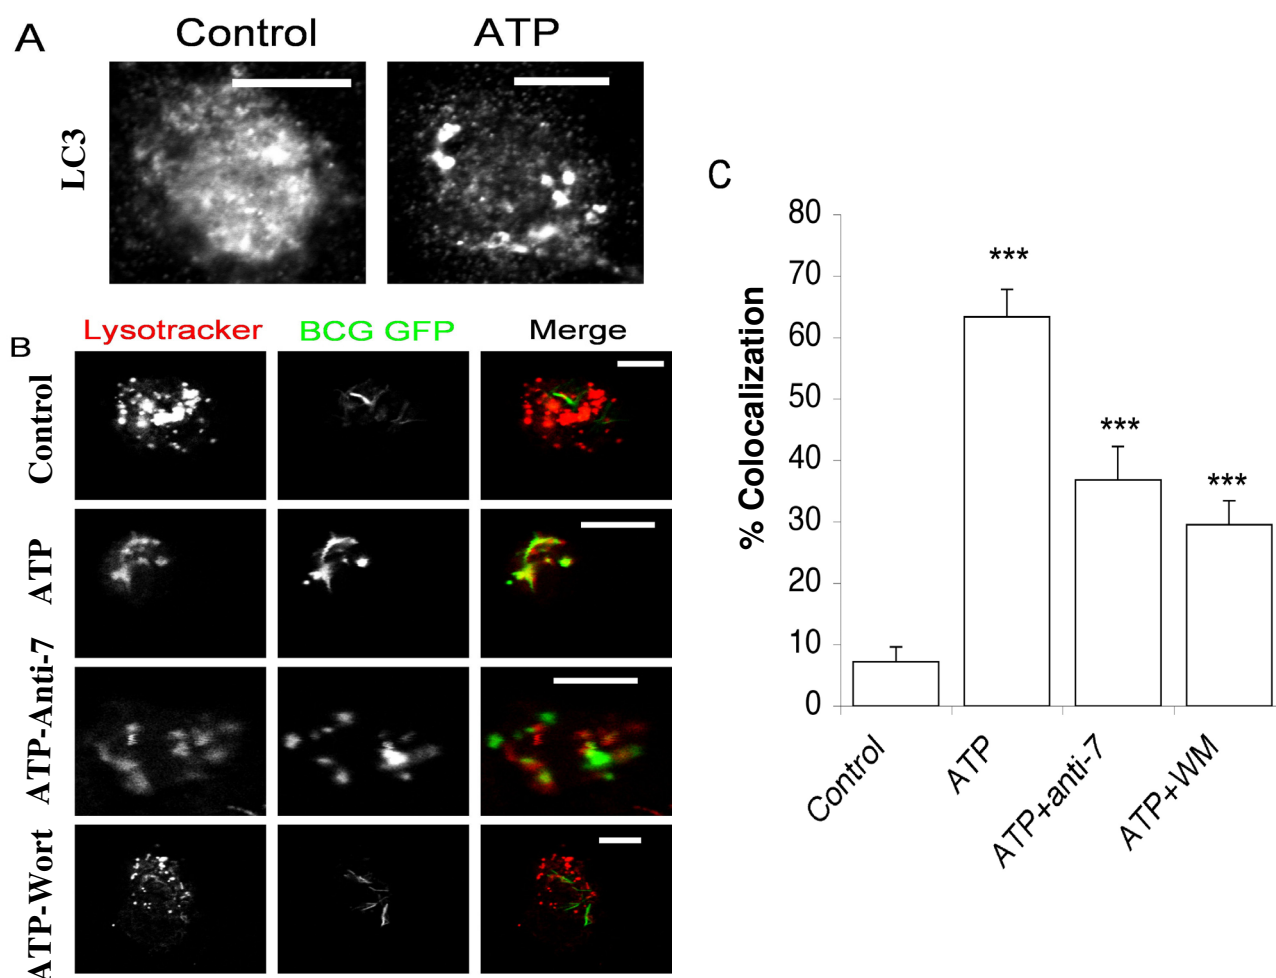 A
Control ATP
LC3
B
Lysotracker BCG GFP Merge
Control
ATP
ATP-Anti-7
ATP-Wort
C
80
70
60
50
40
30
20
10
0
% Colocalization
***
***
***
Control
ATP
ATP+anti-7
ATP+WM